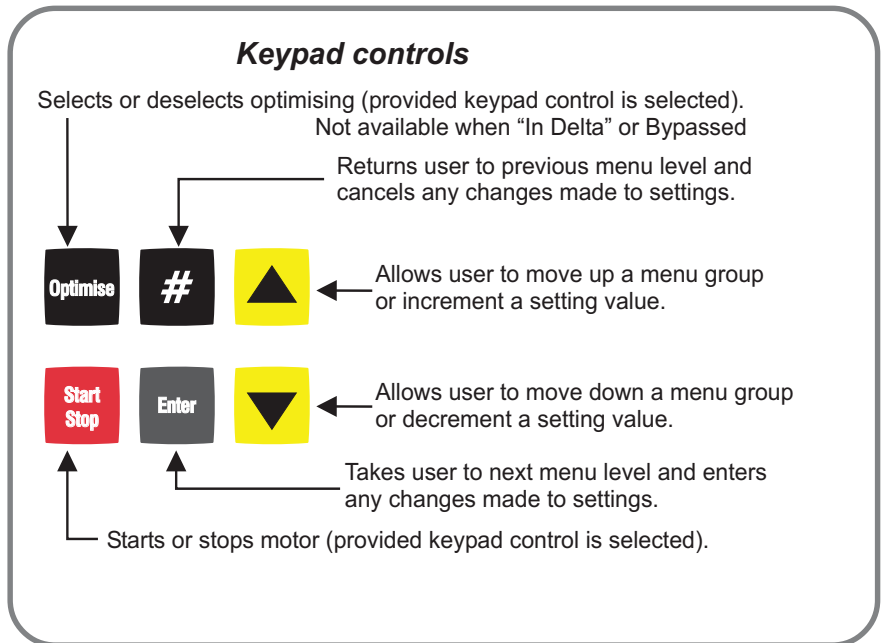 Keypad controls
Selects or deselects optimising (provided keypad control is selected).
Not available when “In Delta” or Bypassed
Returns user to previous menu level and
cancels any changes made to settings.
Optimise
#
Allows user to move up a menu group
or increment a setting value.
Start
Stop
Enter
Allows user to move down a menu group
or decrement a setting value.
Takes user to next menu level and enters
any changes made to settings.
Starts or stops motor (provided keypad control is selected).